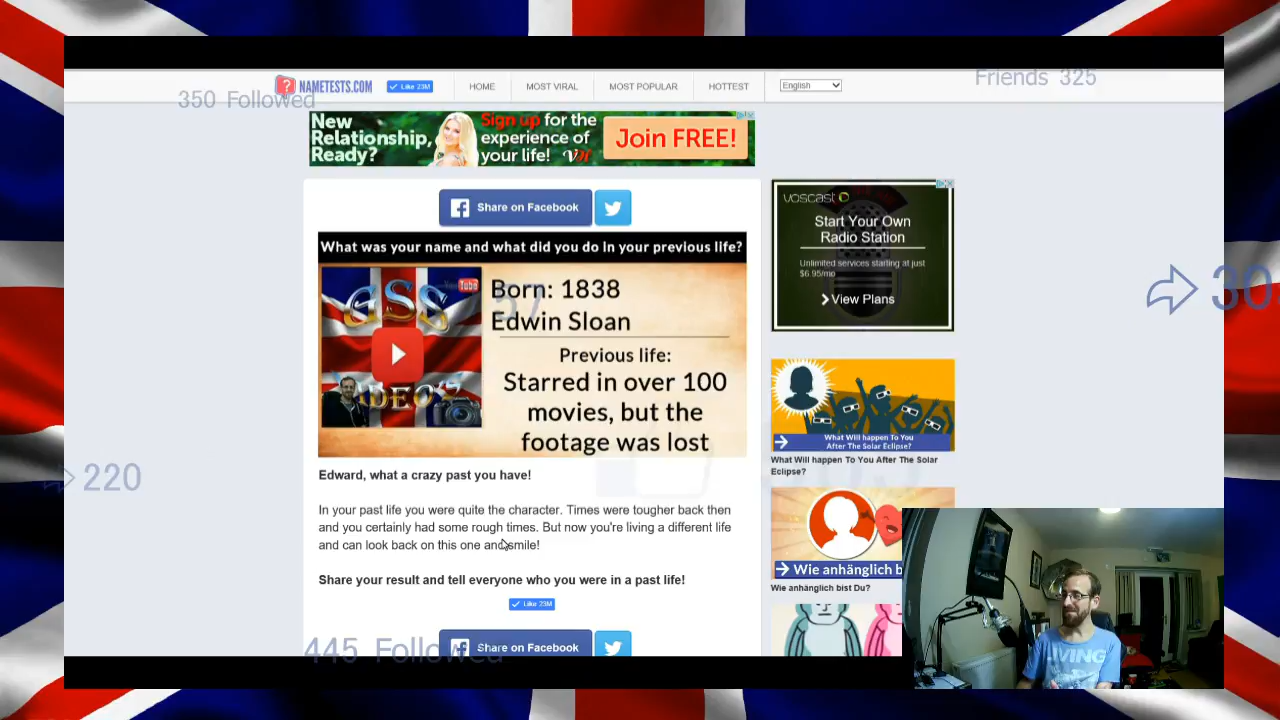 NAMETESTS.COM
Like 23M
HOME
MOST VIRAL
MOST POPULAR
HOTTEST
English
350 Followed
Friends 325
New
Relationship,
Ready?
Sign up for the
experience of
your life!
Join FREE!
Share on Facebook
What was your name and what did you do in your previous life?
GSS
YouTube
VIDEOS
Born: 1838
Edwin Sloan
57
Previous life:
Starred in over 100
movies, but the
footage was lost
voscast
Start Your Own
Radio Station
Unlimited services starting at just
$6.95/mo
View Plans
30
220
What Will happen To You
After The Solar Eclipse?
What Will happen To You After The Solar
Eclipse?
Edward, what a crazy past you have!
In your past life you were quite the character. Times were tougher back then
and you certainly had some rough times. But now you're living a different life
and can look back on this one and smile!
Share your result and tell everyone who you were in a past life!
Like 23M
Wie anhänglich b
Wie anhänglich bist Du?
445 Followed
Share on Facebook
LIVING